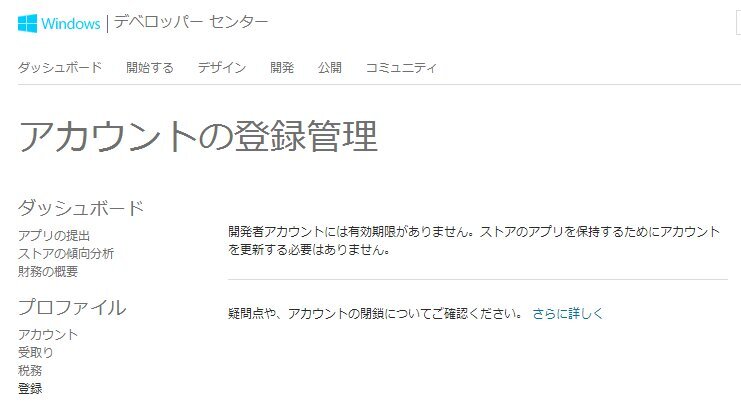 Windows デベロッパー センター
ダッシュボード 開始する デザイン 開発 公開 コミュニティ
アカウントの登録管理
ダッシュボード
アプリの提出
ストアの傾向分析
財務の概要
開発者アカウントには有効期限がありません。ストアのアプリを保持するためにアカウント
を更新する必要はありません。
プロファイル
アカウント
受取り
税務
登録
疑問点や、アカウントの閉鎖についてご確認ください。 さらに詳しく